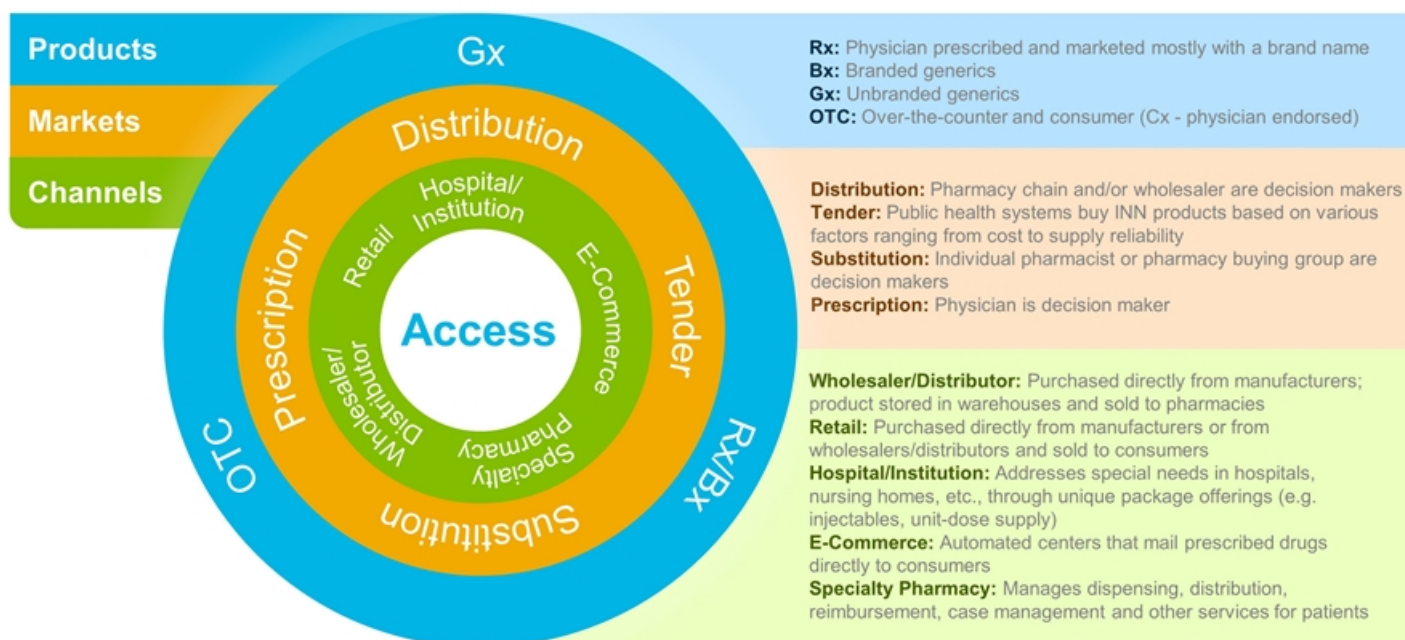 Products
Markets
Channels
Gx
Rx/Bx
OTC
Distribution
Tender
Substitution
Prescription
Hospital/
Institution
E-Commerce
Specialty
Pharmacy
Wholesaler/
Distributor
Retail
Access
Rx: Physician prescribed and marketed mostly with a brand name
Bx: Branded generics
Gx: Unbranded generics
OTC: Over-the-counter and consumer (Cx - physician endorsed)
Distribution: Pharmacy chain and/or wholesaler are decision makers
Tender: Public health systems buy INN products based on various
factors ranging from cost to supply reliability
Substitution: Individual pharmacist or pharmacy buying group are
decision makers
Prescription: Physician is decision maker
Wholesaler/Distributor: Purchased directly from manufacturers;
product stored in warehouses and sold to pharmacies
Retail: Purchased directly from manufacturers or from
wholesalers/distributors and sold to consumers
Hospital/Institution: Addresses special needs in hospitals,
nursing homes, etc., through unique package offerings (e.g.
injectables, unit-dose supply)
E-Commerce: Automated centers that mail prescribed drugs
directly to consumers
Specialty Pharmacy: Manages dispensing, distribution,
reimbursement, case management and other services for patients